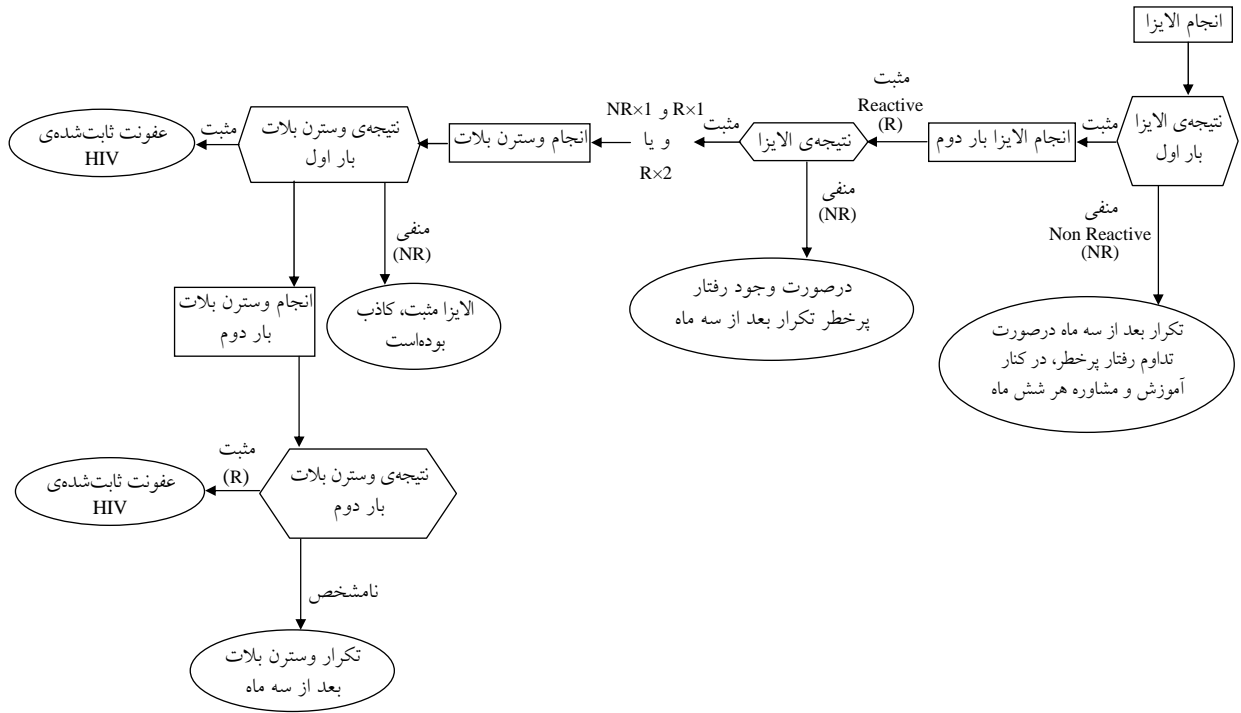 انجام الایزا
نتیجه‌ی الایزا
بار اول
مثبت
انجام الایزا بار دوم
مثبت
Reactive
(R)
نتیجه‌ی الایزا
مثبت
NR×1 و R×1
و یا
R×2
انجام وسترن بلات
نتیجه‌ی وسترن بلات
بار اول
مثبت
عفونت ثابت‌شده‌ی
HIV
منفی
Non Reactive
(NR)
تکرار بعد از سه ماه درصورت
تداوم رفتار پرخطر، در کنار
آموزش و مشاوره هر شش ماه
منفی
(NR)
درصورت وجود رفتار
پرخطر تکرار بعد از سه ماه
منفی
(NR)
الایزا مثبت، کاذب
بوده‌است
انجام وسترن بلات
بار دوم
نتیجه‌ی وسترن بلات
بار دوم
مثبت
(R)
عفونت ثابت‌شده‌ی
HIV
نامشخص
تکرار وسترن بلات
بعد از سه ماه